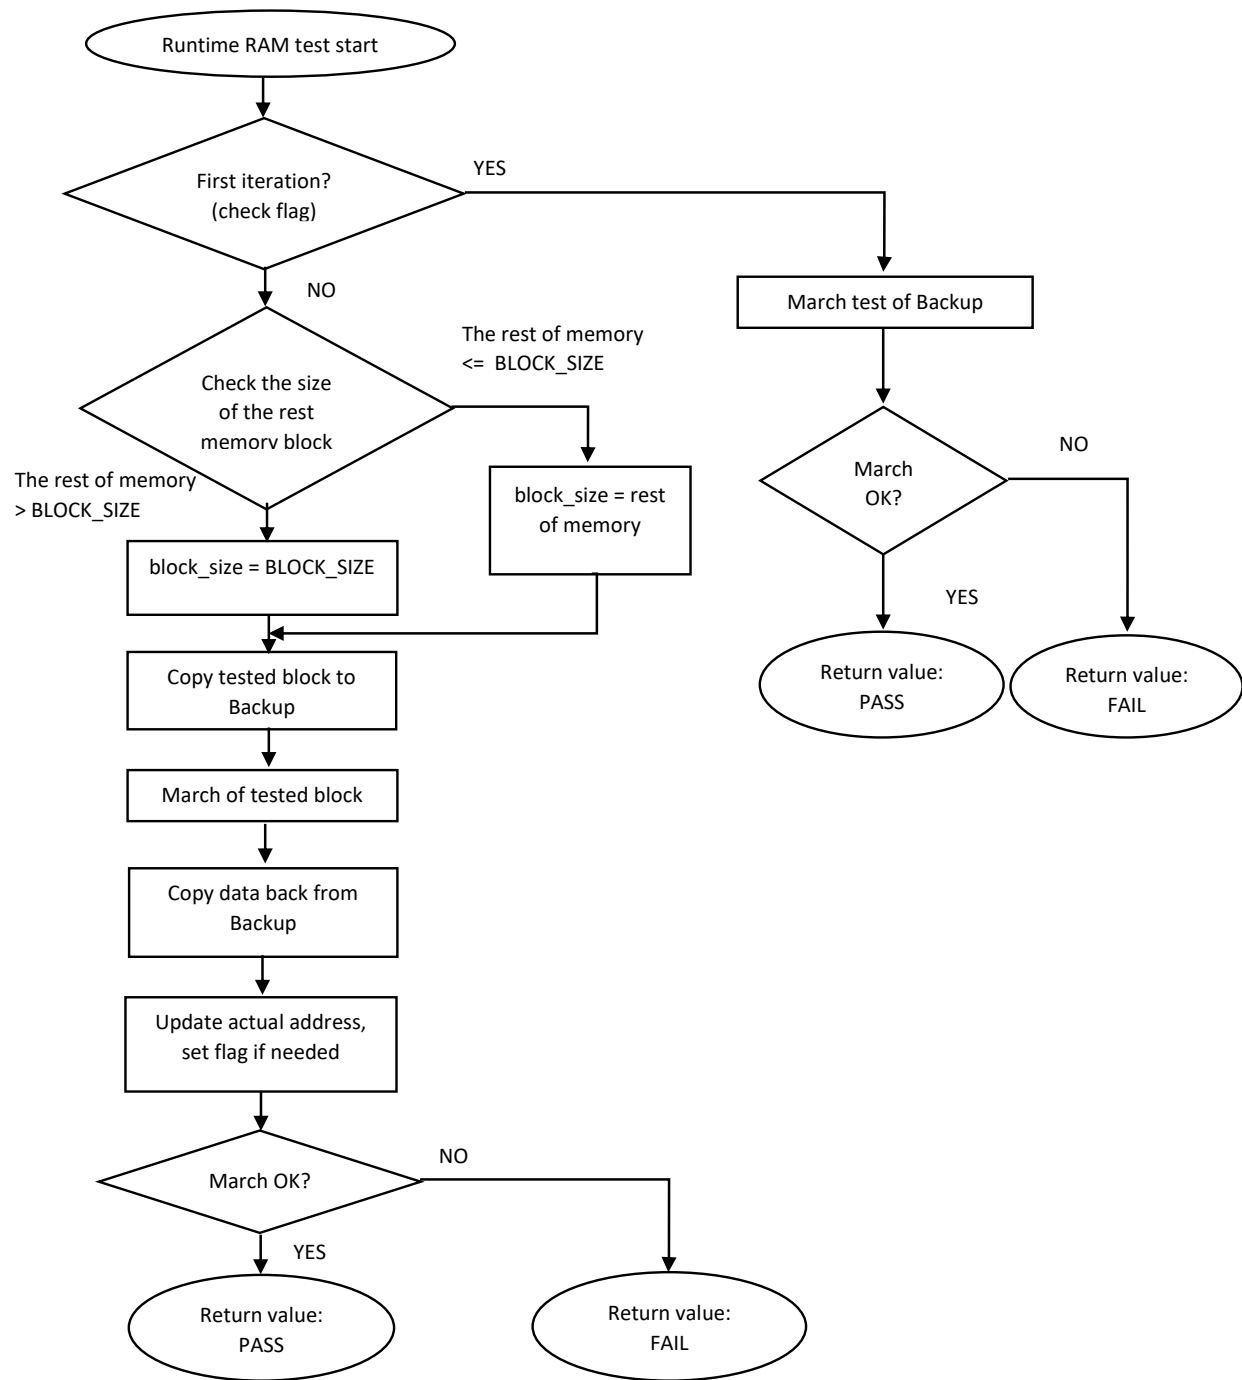 Runtime RAM test start
First iteration?
(check flag)
YES
NO
March test of Backup
The rest of memory
<= BLOCK_SIZE
Check the size
of the rest
memory block
The rest of memory
> BLOCK_SIZE
block_size = rest
of memory
March
OK?
NO
block_size = BLOCK_SIZE
YES
Copy tested block to
Backup
Return value:
PASS
Return value:
FAIL
March of tested block
Copy data back from
Backup
Update actual address,
set flag if needed
March OK?
NO
YES
Return value:
PASS
Return value:
FAIL